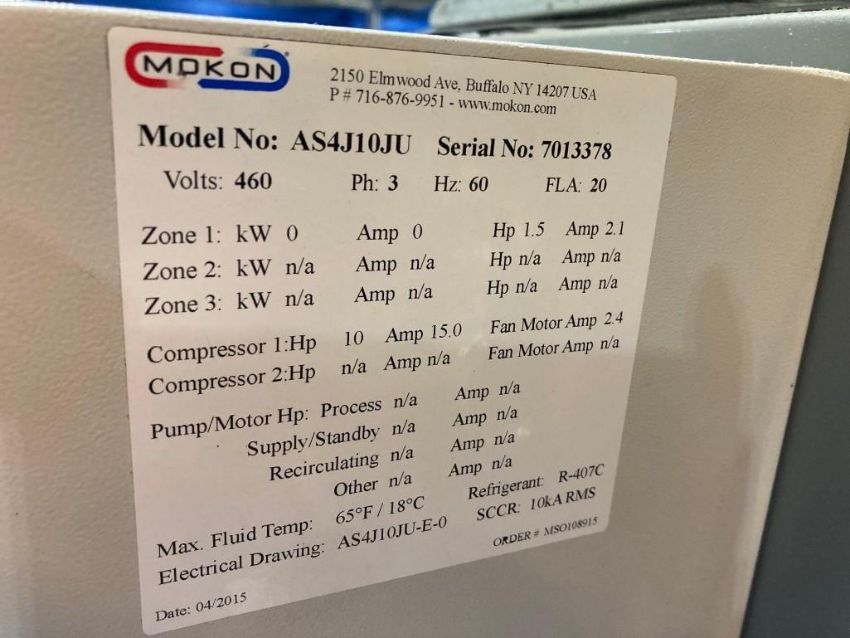 MOKON
2150 Elmwood Ave, Buffalo NY 14207 USA
P # 716-876-9951 - www.mokon.com
Model No: AS4J10JU Serial No: 7013378
Volts: 460 Ph: 3 Hz: 60 FLA: 20
Zone 1: kW 0 Amp 0 Hp 1.5 Amp 2.1
Zone 2: kW n/a Amp n/a Hp n/a Amp n/a
Zone 3: kW n/a Amp n/a Hp n/a Amp n/a
Compressor 1:Hp 10 Amp 15.0 Fan Motor Amp 2.4
Compressor 2:Hp n/a Amp n/a Fan Motor Amp n/a
Pump/Motor Hp: Process n/a Amp n/a
Supply/Standby n/a Amp n/a
Recirculating n/a Amp n/a
Other n/a Amp n/a
Max. Fluid Temp: 65°F / 18°C Refrigerant: R-407C
Electrical Drawing: AS4J10JU-E-0 SCCR: 10kA RMS
Date: 04/2015 ORDER # MSO108915